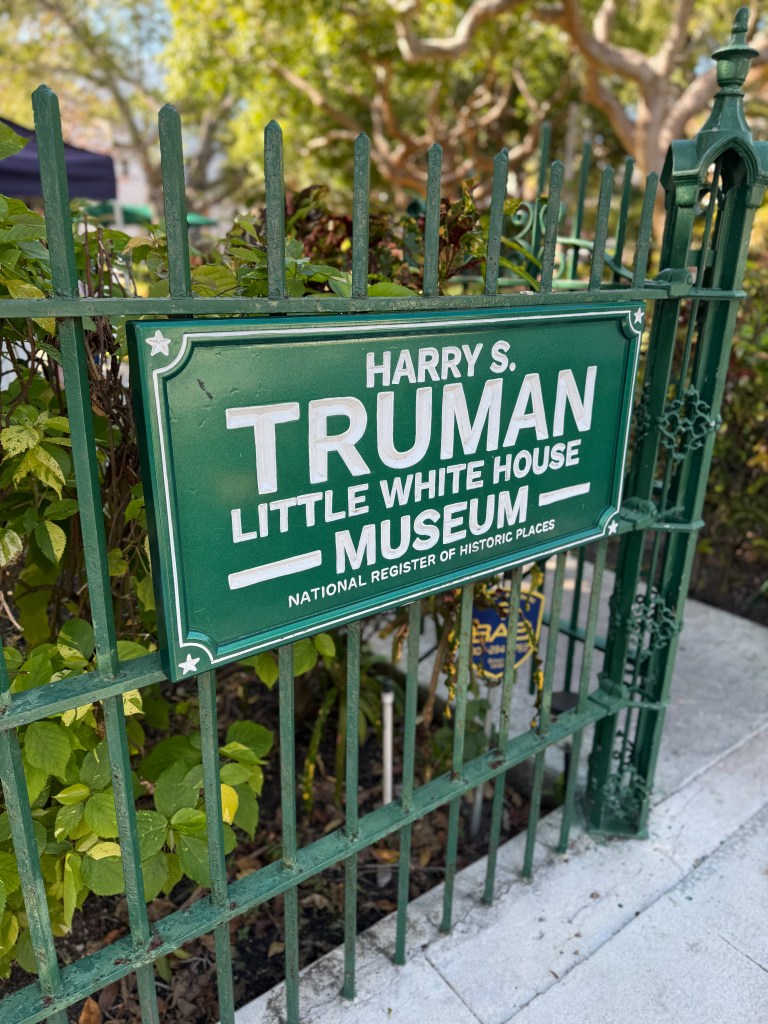 HARRY S.
TRUMAN
LITTLE WHITE HOUSE
MUSEUM
NATIONAL REGISTER OF HISTORIC PLACES